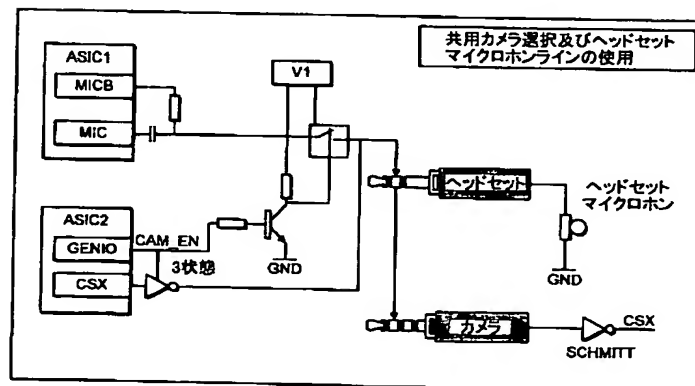 共用カメラ選択及びヘッドセット
マイクロホンラインの使用
ASIC1
MICB
MIC
V1
ヘッドセット
ヘッドセット
マイクロホン
GND
ASIC2
GENIO
CSX
CAM_EN
3状態
GND
カメラ
CSX
SCHMITT